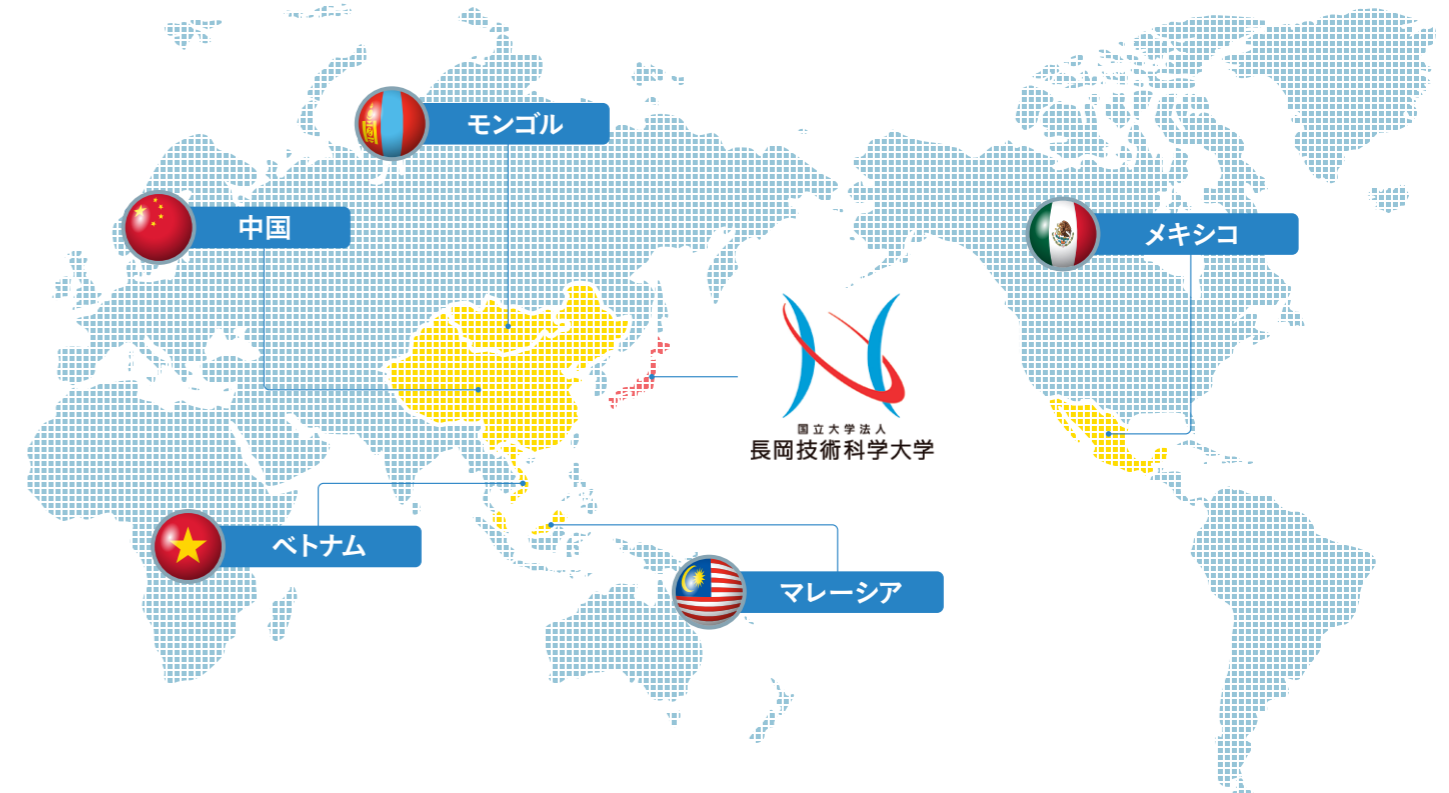 モンゴル
中国
メキシコ
国立大学法人
長岡技術科学大学
ベトナム
マレーシア